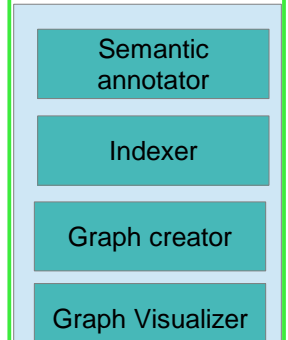 Semantic
annotator
Indexer
Graph creator
Graph Visualizer